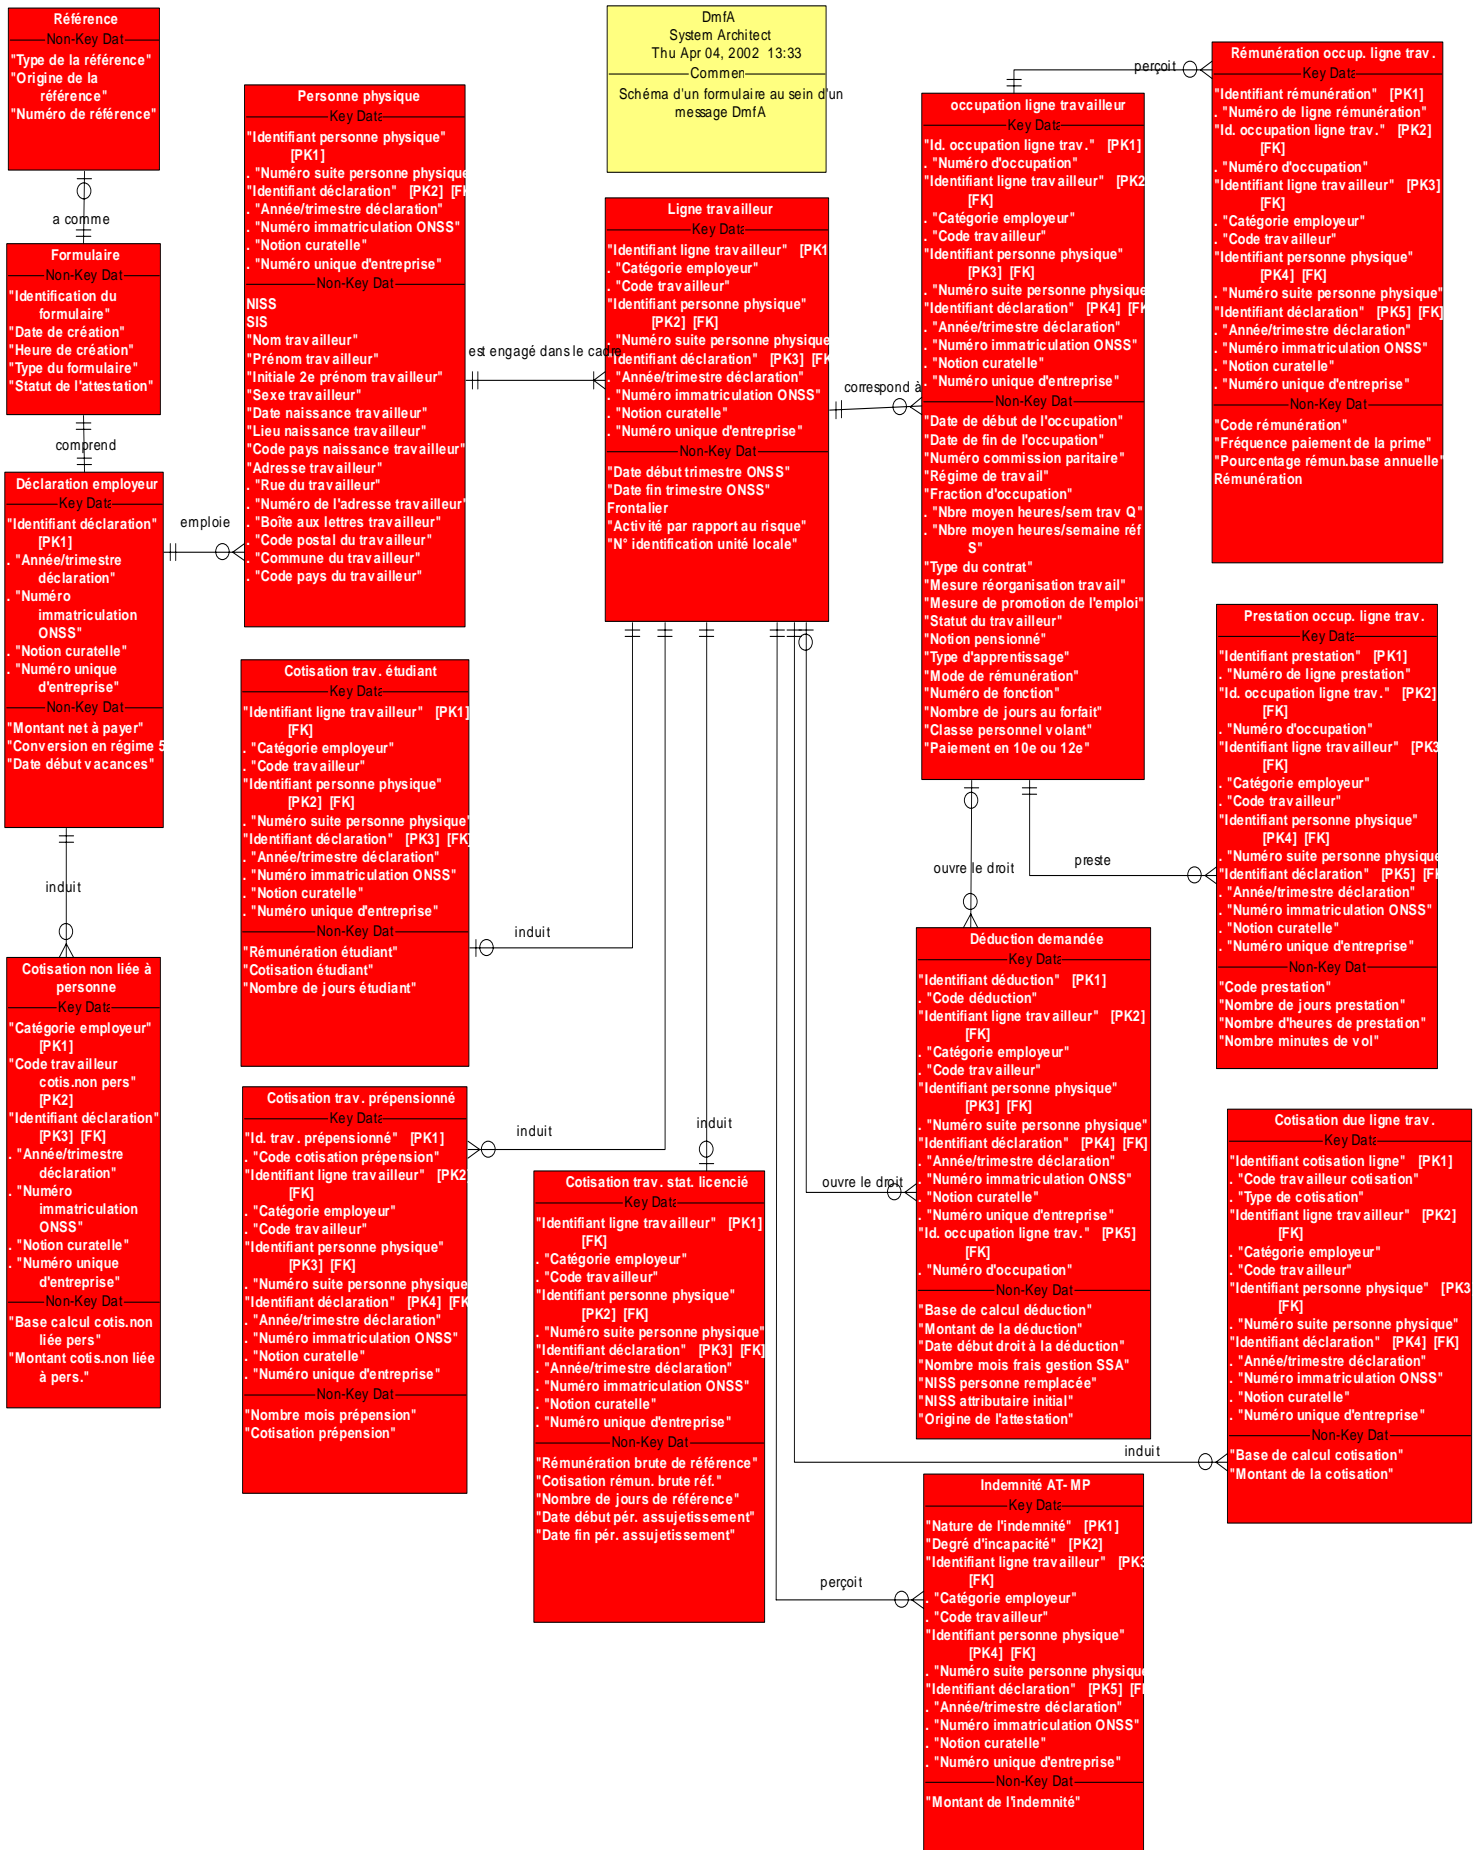 Référence
Non-Key Dat
"Type de la référence"
"Origine de la
référence"
"Numéro de référence"
a comme
Formulaire
Non-Key Dat
"Identification du
formulaire"
"Date de création"
"Heure de création"
"Type du formulaire"
"Statut de l'attestation"
comprend
Déclaration employeur
Key Data
"Identifiant déclaration"
[PK1]
. "Année/trimestre
déclaration"
. "Numéro
immatriculation
ONSS"
. "Notion curatelle"
. "Numéro unique
d'entreprise"
Non-Key Dat
"Montant net à payer"
"Conversion en régime 5
"Date début vacances"
induit
Cotisation non liée à
personne
Key Data
"Catégorie employeur"
[PK1]
"Code travailleur
cotis.non pers"
[PK2]
"Identifiant déclaration"
[PK3] [FK]
. "Année/trimestre
déclaration"
. "Numéro
immatriculation
ONSS"
. "Notion curatelle"
. "Numéro unique
d'entreprise"
Non-Key Dat
"Base calcul cotis.non
liée pers"
"Montant cotis.non liée
à pers."
emploie
Personne physique
Key Data
"Identifiant personne physique"
[PK1]
. "Numéro suite personne physique
"Identifiant déclaration" [PK2] [FK
. "Année/trimestre déclaration"
. "Numéro immatriculation ONSS"
. "Notion curatelle"
. "Numéro unique d'entreprise"
Non-Key Dat
NISS
SIS
"Nom travailleur"
"Prénom travailleur"
"Initiale 2e prénom travailleur"
"Sexe travailleur"
"Date naissance travailleur"
"Lieu naissance travailleur"
"Code pays naissance travailleur"
"Adresse travailleur"
. "Rue du travailleur"
. "Numéro de l'adresse travailleur"
. "Boîte aux lettres travailleur"
. "Code postal du travailleur"
. "Commune du travailleur"
. "Code pays du travailleur"
est engagé dans le cadre
Cotisation trav. étudiant
Key Data
"Identifiant ligne travailleur" [PK1]
[FK]
. "Catégorie employeur"
. "Code travailleur"
"Identifiant personne physique"
[PK2] [FK]
. "Numéro suite personne physique"
"Identifiant déclaration" [PK3] [FK]
. "Année/trimestre déclaration"
. "Numéro immatriculation ONSS"
. "Notion curatelle"
. "Numéro unique d'entreprise"
Non-Key Dat
"Rémunération étudiant"
"Cotisation étudiant"
"Nombre de jours étudiant"
induit
Cotisation trav. prépensionné
Key Data
"Id. trav. prépensionné" [PK1]
. "Code cotisation prépension"
"Identifiant ligne travailleur" [PK2]
[FK]
. "Catégorie employeur"
. "Code travailleur"
"Identifiant personne physique"
[PK3] [FK]
. "Numéro suite personne physique
"Identifiant déclaration" [PK4] [FK
. "Année/trimestre déclaration"
. "Numéro immatriculation ONSS"
. "Notion curatelle"
. "Numéro unique d'entreprise"
Non-Key Dat
"Nombre mois prépension"
"Cotisation prépension"
induit
DmfA
System Architect
Thu Apr 04, 2002 13:33
Commen
Schéma d'un formulaire au sein d'un
message DmfA
Ligne travailleur
Key Data
"Identifiant ligne travailleur" [PK1
. "Catégorie employeur"
. "Code travailleur"
"Identifiant personne physique"
[PK2] [FK]
. "Numéro suite personne physique
"Identifiant déclaration" [PK3] [FK
. "Année/trimestre déclaration"
. "Numéro immatriculation ONSS"
. "Notion curatelle"
. "Numéro unique d'entreprise"
Non-Key Dat
"Date début trimestre ONSS"
"Date fin trimestre ONSS"
Frontalier
"Activité par rapport au risque"
"N° identification unité locale"
correspond à
induit
Cotisation trav. stat. licencié
Key Data
"Identifiant ligne travailleur" [PK1]
[FK]
. "Catégorie employeur"
. "Code travailleur"
"Identifiant personne physique"
[PK2] [FK]
. "Numéro suite personne physique"
"Identifiant déclaration" [PK3] [FK]
. "Année/trimestre déclaration"
. "Numéro immatriculation ONSS"
. "Notion curatelle"
. "Numéro unique d'entreprise"
Non-Key Dat
"Rémunération brute de référence"
"Cotisation rémun. brute réf."
"Nombre de jours de référence"
"Date début pér. assujetissement"
"Date fin pér. assujetissement"
occupation ligne travailleur
Key Data
"Id. occupation ligne trav." [PK1]
. "Numéro d'occupation"
"Identifiant ligne travailleur" [PK2
[FK]
. "Catégorie employeur"
. "Code travailleur"
"Identifiant personne physique"
[PK3] [FK]
. "Numéro suite personne physique
"Identifiant déclaration" [PK4] [FK
. "Année/trimestre déclaration"
. "Numéro immatriculation ONSS"
. "Notion curatelle"
. "Numéro unique d'entreprise"
Non-Key Dat
"Date de début de l'occupation"
"Date de fin de l'occupation"
"Numéro commission paritaire"
"Régime de travail"
"Fraction d'occupation"
. "Nbre moyen heures/sem trav Q"
. "Nbre moyen heures/semaine réf
S"
"Type du contrat"
"Mesure réorganisation travail"
"Mesure de promotion de l'emploi"
"Statut du travailleur"
"Notion pensionné"
"Type d'apprentissage"
"Mode de rémunération"
"Numéro de fonction"
"Nombre de jours au forfait"
"Classe personnel volant"
"Paiement en 10e ou 12e"
ouvre le droit
preste
perçoit
Déduction demandée
Key Data
"Identifiant déduction" [PK1]
. "Code déduction"
"Identifiant ligne travailleur" [PK2]
[FK]
. "Catégorie employeur"
. "Code travailleur"
"Identifiant personne physique"
[PK3] [FK]
. "Numéro suite personne physique"
"Identifiant déclaration" [PK4] [FK]
. "Année/trimestre déclaration"
. "Numéro immatriculation ONSS"
. "Notion curatelle"
. "Numéro unique d'entreprise"
"Id. occupation ligne trav." [PK5]
[FK]
. "Numéro d'occupation"
Non-Key Dat
"Base de calcul déduction"
"Montant de la déduction"
"Date début droit à la déduction"
"Nombre mois frais gestion SSA"
"NISS personne remplacée"
"NISS attributaire initial"
"Origine de l'attestation"
ouvre le droit
induit
Indemnité AT-MP
Key Data
"Nature de l'indemnité" [PK1]
"Degré d'incapacité" [PK2]
"Identifiant ligne travailleur" [PK3
[FK]
. "Catégorie employeur"
. "Code travailleur"
"Identifiant personne physique"
[PK4] [FK]
. "Numéro suite personne physique
"Identifiant déclaration" [PK5] [F
. "Année/trimestre déclaration"
. "Numéro immatriculation ONSS"
. "Notion curatelle"
. "Numéro unique d'entreprise"
Non-Key Dat
"Montant de l'indemnité"
perçoit
Rémunération occup. ligne trav.
Key Data
"Identifiant rémunération" [PK1]
. "Numéro de ligne rémunération"
"Id. occupation ligne trav." [PK2]
[FK]
. "Numéro d'occupation"
"Identifiant ligne travailleur" [PK3]
[FK]
. "Catégorie employeur"
. "Code travailleur"
"Identifiant personne physique"
[PK4] [FK]
. "Numéro suite personne physique"
"Identifiant déclaration" [PK5] [FK]
. "Année/trimestre déclaration"
. "Numéro immatriculation ONSS"
. "Notion curatelle"
. "Numéro unique d'entreprise"
Non-Key Dat
"Code rémunération"
"Fréquence paiement de la prime"
"Pourcentage rémun.base annuelle"
Rémunération
Prestation occup. ligne trav.
Key Data
"Identifiant prestation" [PK1]
. "Numéro de ligne prestation"
"Id. occupation ligne trav." [PK2]
[FK]
. "Numéro d'occupation"
"Identifiant ligne travailleur" [PK3
[FK]
. "Catégorie employeur"
. "Code travailleur"
"Identifiant personne physique"
[PK4] [FK]
. "Numéro suite personne physique
"Identifiant déclaration" [PK5] [F
. "Année/trimestre déclaration"
. "Numéro immatriculation ONSS"
. "Notion curatelle"
. "Numéro unique d'entreprise"
Non-Key Dat
"Code prestation"
"Nombre de jours prestation"
"Nombre d'heures de prestation"
"Nombre minutes de vol"
Cotisation due ligne trav.
Key Data
"Identifiant cotisation ligne" [PK1]
. "Code travailleur cotisation"
. "Type de cotisation"
"Identifiant ligne travailleur" [PK2]
[FK]
. "Catégorie employeur"
. "Code travailleur"
"Identifiant personne physique" [PK3
[FK]
. "Numéro suite personne physique"
"Identifiant déclaration" [PK4] [FK]
. "Année/trimestre déclaration"
. "Numéro immatriculation ONSS"
. "Notion curatelle"
. "Numéro unique d'entreprise"
Non-Key Dat
"Base de calcul cotisation"
"Montant de la cotisation"